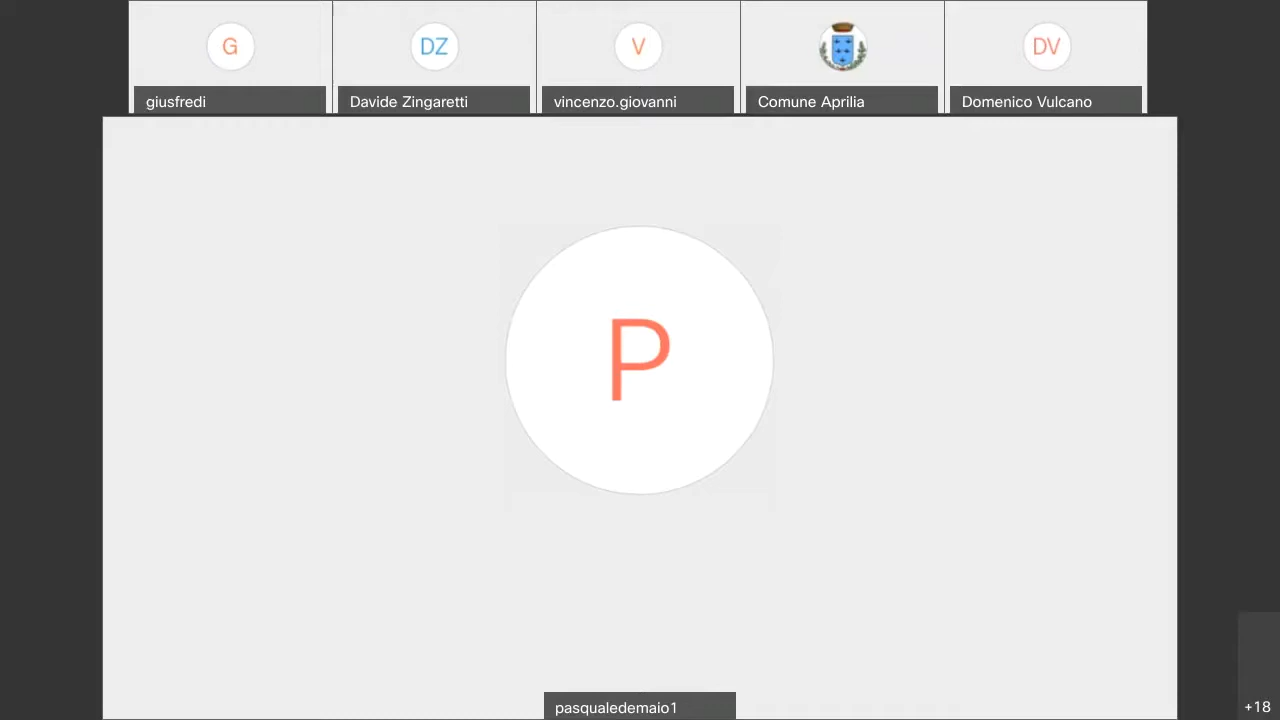 G
DZ
V
DV
giusfredi
Davide Zingaretti
vincenzo.giovanni
Comune Aprilia
Domenico Vulcano
P
pasqualedemaio1
+18